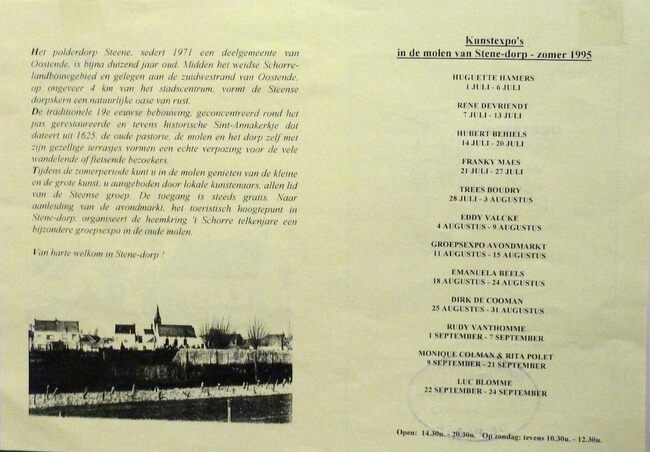 Het polderdorp Steene, sedert 1971 een deelgemeente van
Oostende, is bijna duizend jaar oud. Midden het weidse Schorre-
landbouwgebied en gelegen aan de zuidwestrand van Oostende,
op ongeveer 4 km van het stadscentrum, vormt de Steense
dorpskern een natuurlijke oase van rust.
De traditionele 19e eeuwse bebouwing, geconcentreerd rond het
pas gerestaureerde en tevens historische Sint-Annakerkje dat
dateert uit 1625, de oude pastorie, de molen en het dorp zelf met
zijn gezellige terrasjes vormen een echte verpozing voor de vele
wandelende of fietsende bezoekers.
Tijdens de zomerperiode kunt u in de molen genieten van de kleine
en de grote kunst, u aangeboden door lokale kunstenaars, allen lid
van de Steense groep. De toegang is steeds gratis. Naar
aanleiding van de avondmarkt, het toeristisch hoogtepunt in
Stene-dorp, organiseert de heemkring 't Schorre telkenjare een
bijzondere groepsexpo in de oude molen.
Van harte welkom in Stene-dorp !
Kunstexpo's
in de molen van Stene-dorp - zomer 1995
HUGUETTE HAMERS
1 JULI - 6 JULI
RENE DEVRIENDT
7 JULI - 13 JULI
HUBERT BEHIELS
14 JULI - 20 JULI
FRANKY MAES
21 JULI - 27 JULI
TREES BOUDRY
28 JULI - 3 AUGUSTUS
EDDY VALCKE
4 AUGUSTUS - 9 AUGUSTUS
GROEPSEXPO AVONDMARKT
11 AUGUSTUS - 15 AUGUSTUS
EMANUELA BEELS
18 AUGUSTUS - 24 AUGUSTUS
DIRK DE COOMAN
25 AUGUSTUS - 31 AUGUSTUS
RUDY VANTHOMME
1 SEPTEMBER - 7 SEPTEMBER
MONIQUE COLMAN & RITA POLET
9 SEPTEMBER - 21 SEPTEMBER
LUC BLOMME
22 SEPTEMBER - 24 SEPTEMBER
Open: 14.30u. - 20.30u. Op zondag: tevens 10.30u. - 12.30u.